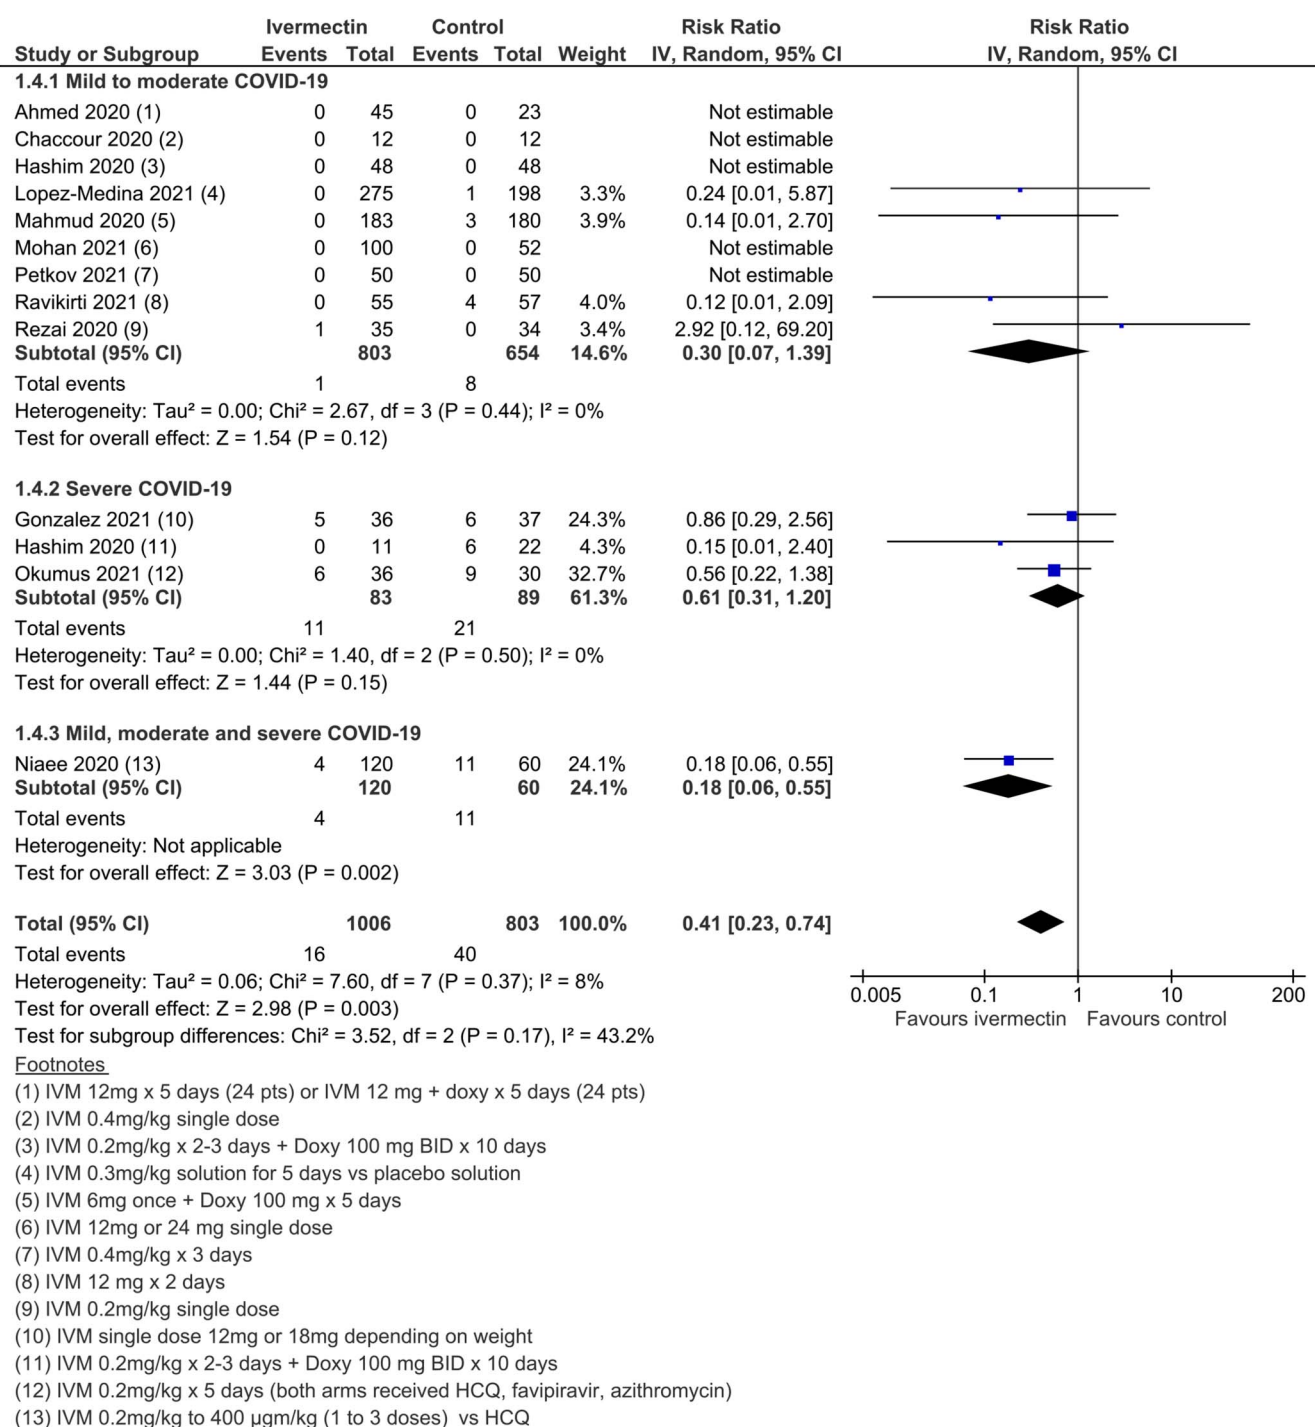 Ivermectin Control Risk Ratio Risk Ratio
Study or Subgroup Events Total Events Total Weight IV, Random, 95% CI IV, Random, 95% CI
1.4.1 Mild to moderate COVID-19
Ahmed 2020 (1) 0 45 0 23 Not estimable
Chaccour 2020 (2) 0 12 0 12 Not estimable
Hashim 2020 (3) 0 48 0 48 Not estimable
Lopez-Medina 2021 (4) 0 275 1 198 3.3% 0.24 [0.01, 5.87]
Mahmud 2020 (5) 0 183 3 180 3.9% 0.14 [0.01, 2.70]
Mohan 2021 (6) 0 100 0 52 Not estimable
Petkov 2021 (7) 0 50 0 50 Not estimable
Ravikirti 2021 (8) 0 55 4 57 4.0% 0.12 [0.01, 2.09]
Rezai 2020 (9) 1 35 0 34 3.4% 2.92 [0.12, 69.20]
Subtotal (95% CI) 803 654 14.6% 0.30 [0.07, 1.39]
Total events 1 8
Heterogeneity: Tau² = 0.00; Chi² = 2.67, df = 3 (P = 0.44); I² = 0%
Test for overall effect: Z = 1.54 (P = 0.12)
1.4.2 Severe COVID-19
Gonzalez 2021 (10) 5 36 6 37 24.3% 0.86 [0.29, 2.56]
Hashim 2020 (11) 0 11 6 22 4.3% 0.15 [0.01, 2.40]
Okumus 2021 (12) 6 36 9 30 32.7% 0.56 [0.22, 1.38]
Subtotal (95% CI) 83 89 61.3% 0.61 [0.31, 1.20]
Total events 11 21
Heterogeneity: Tau² = 0.00; Chi² = 1.40, df = 2 (P = 0.50); I² = 0%
Test for overall effect: Z = 1.44 (P = 0.15)
1.4.3 Mild, moderate and severe COVID-19
Niaee 2020 (13) 4 120 11 60 24.1% 0.18 [0.06, 0.55]
Subtotal (95% CI) 120 60 24.1% 0.18 [0.06, 0.55]
Total events 4 11
Heterogeneity: Not applicable
Test for overall effect: Z = 3.03 (P = 0.002)
Total (95% CI) 1006 803 100.0% 0.41 [0.23, 0.74]
Total events 16 40
Heterogeneity: Tau² = 0.06; Chi² = 7.60, df = 7 (P = 0.37); I² = 8%
Test for overall effect: Z = 2.98 (P = 0.003)
Test for subgroup differences: Chi² = 3.52, df = 2 (P = 0.17), I² = 43.2%
0.005 0.1 1 10 200
Favours ivermectin Favours control
Footnotes
(1) IVM 12mg x 5 days (24 pts) or IVM 12 mg + doxy x 5 days (24 pts)
(2) IVM 0.4mg/kg single dose
(3) IVM 0.2mg/kg x 2-3 days + Doxy 100 mg BID x 10 days
(4) IVM 0.3mg/kg solution for 5 days vs placebo solution
(5) IVM 6mg once + Doxy 100 mg x 5 days
(6) IVM 12mg or 24 mg single dose
(7) IVM 0.4mg/kg x 3 days
(8) IVM 12 mg x 2 days
(9) IVM 0.2mg/kg single dose
(10) IVM single dose 12mg or 18mg depending on weight
(11) IVM 0.2mg/kg x 2-3 days + Doxy 100 mg BID x 10 days
(12) IVM 0.2mg/kg x 5 days (both arms received HCQ, favipiravir, azithromycin)
(13) IVM 0.2mg/kg to 400 µgm/kg (1 to 3 doses) vs HCQ